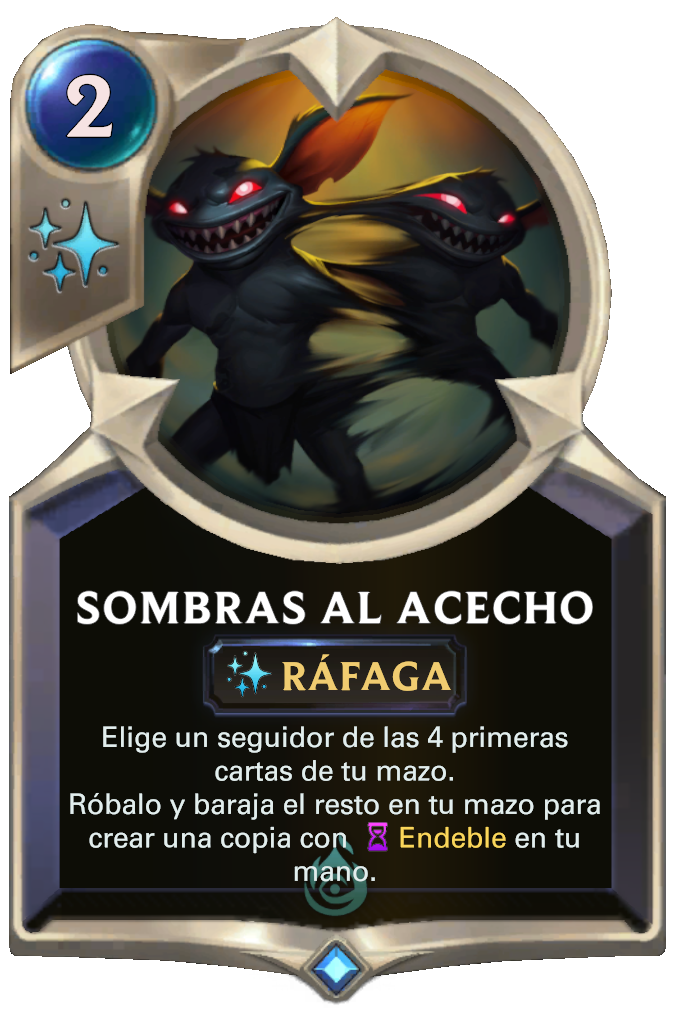 2
SOMBRAS AL ACECHO
RÁFAGA
Elige un seguidor de las 4 primeras
cartas de tu mazo.
Róbalo y baraja el resto en tu mazo para
crear una copia con Endeble en tu
mano.